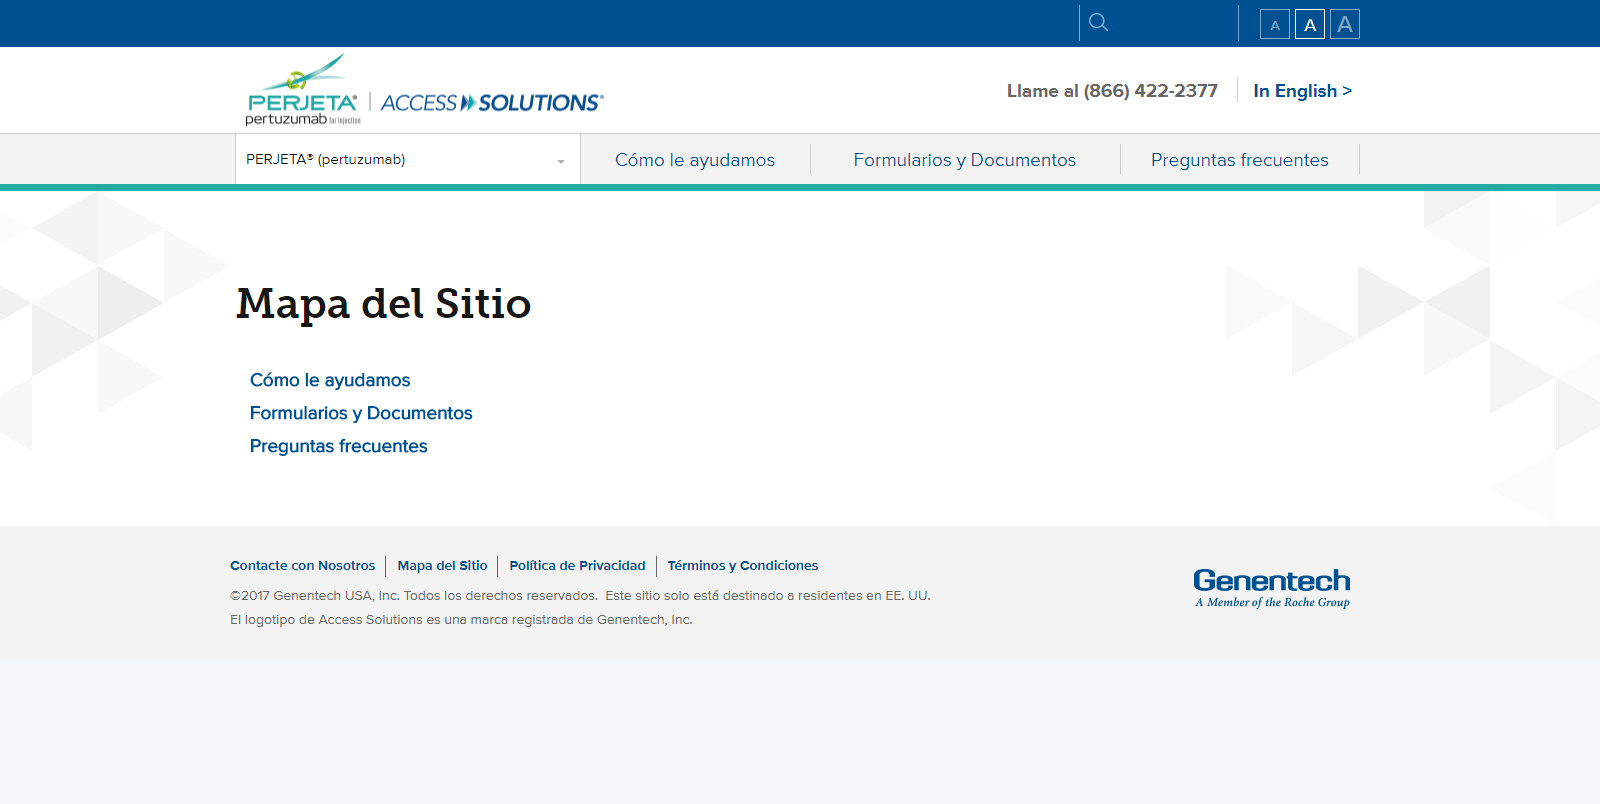 A A A
PERJETA® | ACCESS SOLUTIONS®
pertuzumab for injection
Llame al (866) 422-2377
In English >
PERJETA® (pertuzumab)
Cómo le ayudamos
Formularios y Documentos
Preguntas frecuentes
Mapa del Sitio
Cómo le ayudamos
Formularios y Documentos
Preguntas frecuentes
Contacte con Nosotros | Mapa del Sitio | Política de Privacidad | Términos y Condiciones
©2017 Genentech USA, Inc. Todos los derechos reservados. Este sitio solo está destinado a residentes en EE. UU.
El logotipo de Access Solutions es una marca registrada de Genentech, Inc.
Genentech
A Member of the Roche Group